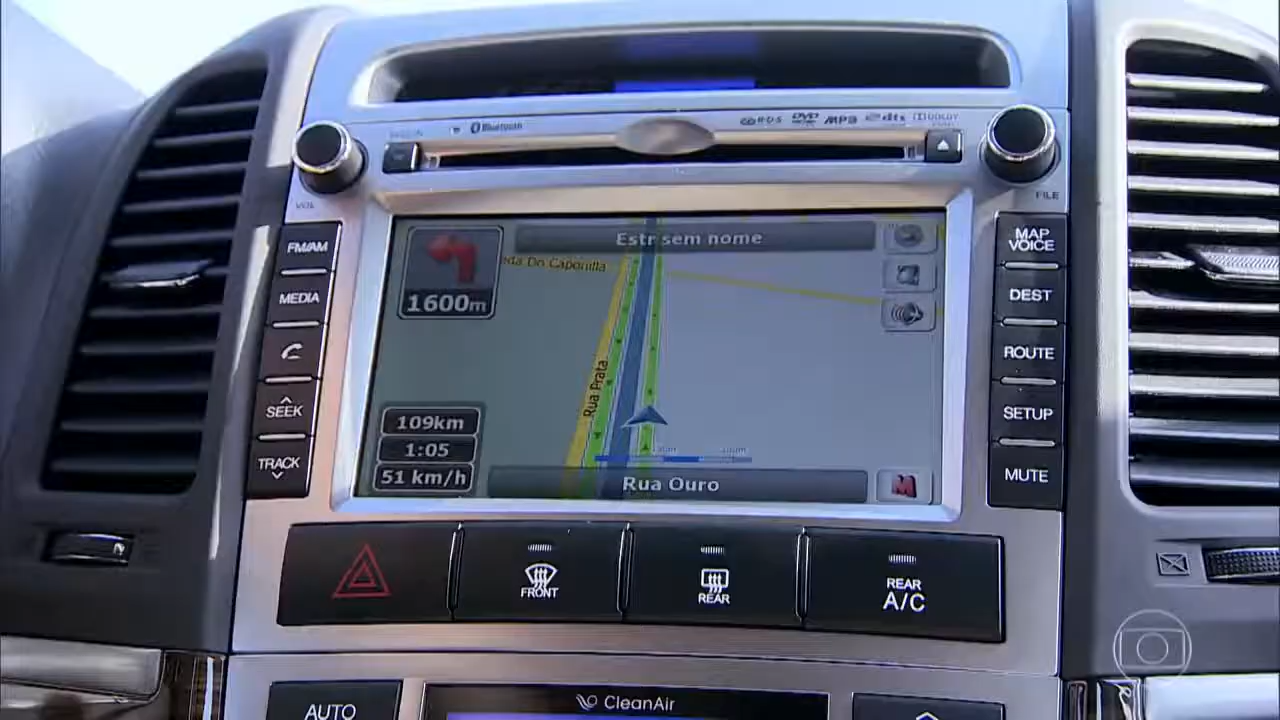 Bluetooth
RDS DVD MP3 dts DOLBY
VOL
FILE
FM/AM
MEDIA
SEEK
TRACK
MAP
VOICE
DEST
ROUTE
SETUP
MUTE
Estr sem nome
1600m
Rua Prata
109km
1:05
51 km/h
Rua Ouro
FRONT
REAR
REAR
A/C
AUTO
CleanAir